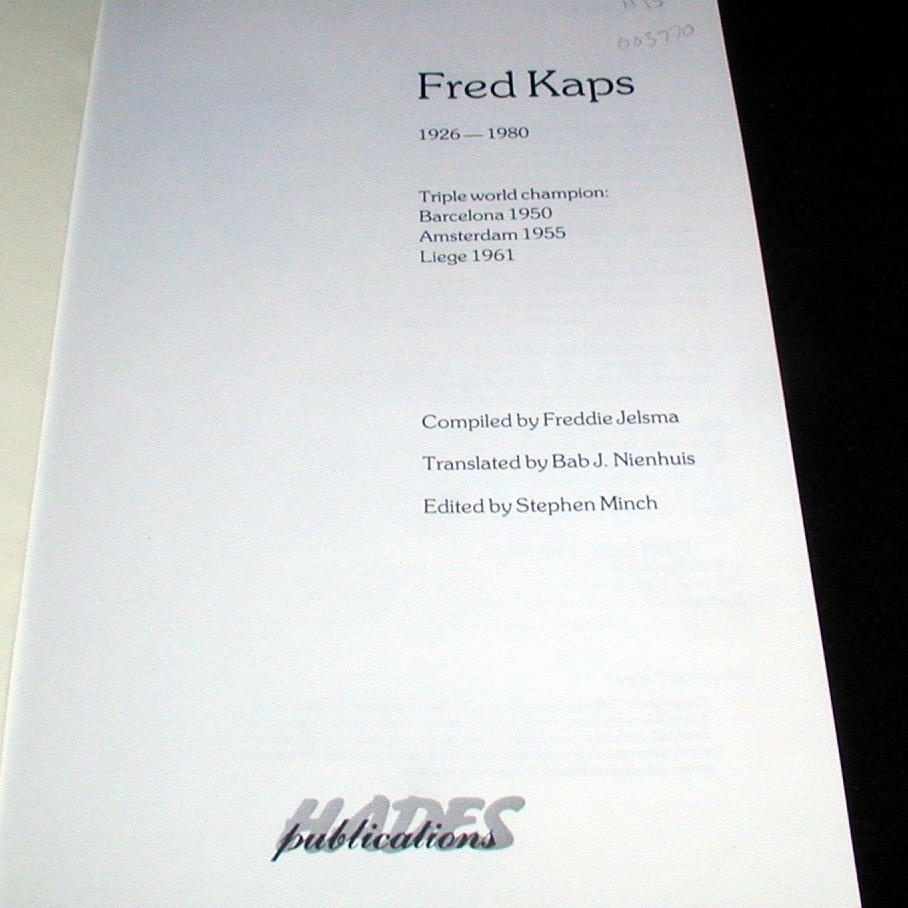 003770
Fred Kaps
1926 — 1980
Triple world champion:
Barcelona 1950
Amsterdam 1955
Liege 1961
Compiled by Freddie Jelsma
Translated by Bab J. Nienhuis
Edited by Stephen Minch
HADES
publications